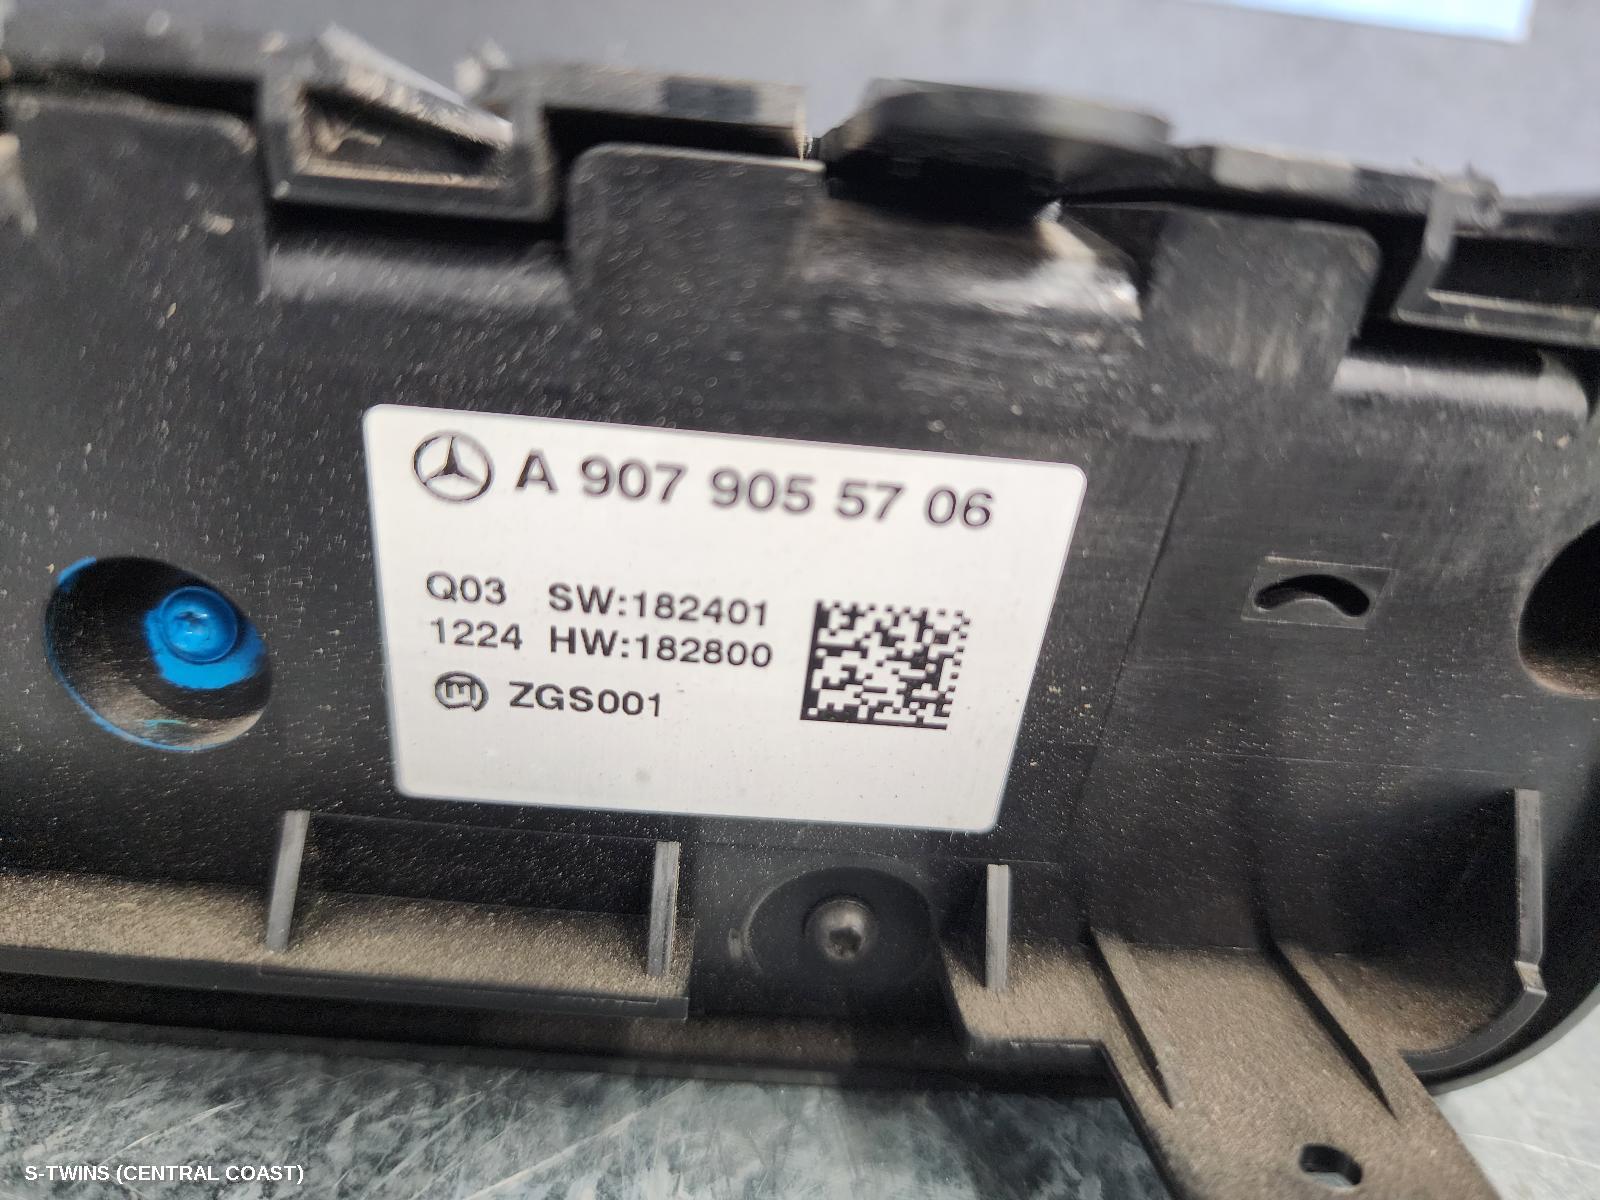 A 907 905 57 06
Q03 SW:182401
1224 HW:182800
ZGS001
S-TWINS (CENTRAL COAST)